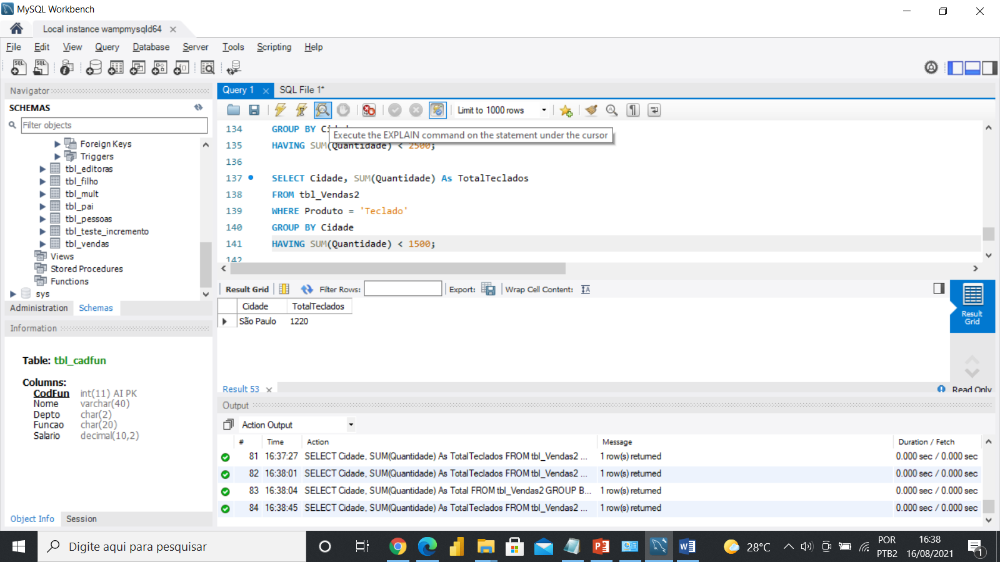 MySQL Workbench
Local instance wampmysqld64
File Edit View Query Database Server Tools Scripting Help
Navigator
SCHEMAS
Filter objects
Foreign Keys
Triggers
tbl_editoras
tbl_filho
tbl_mult
tbl_pai
tbl_pessoas
tbl_teste_incremento
tbl_vendas
Views
Stored Procedures
Functions
sys
Administration Schemas
Information
Table: tbl_cadfun
Columns:
CodFun int(11) AI PK
Nome varchar(40)
Depto char(2)
Funcao char(20)
Salario decimal(10,2)
Object Info Session
Query 1 SQL File 1*
Limit to 1000 rows
134 GROUP BY
Execute the EXPLAIN command on the statement under the cursor
135 HAVING SUM(Quantidade) < 2500;
136
137 SELECT Cidade, SUM(Quantidade) As TotalTeclados
138 FROM tbl_Vendas2
139 WHERE Produto = 'Teclado'
140 GROUP BY Cidade
141 HAVING SUM(Quantidade) < 1500;
142
Result Grid Filter Rows: Export: Wrap Cell Content:
Cidade TotalTeclados
São Paulo 1220
Result Grid
Result 53
Read Only
Output
Action Output
# Time Action Message Duration / Fetch
81 16:37:27 SELECT Cidade, SUM(Quantidade) As TotalTeclados FROM tbl_Vendas2 ... 1 row(s) returned 0.000 sec / 0.000 sec
82 16:38:01 SELECT Cidade, SUM(Quantidade) As TotalTeclados FROM tbl_Vendas2 ... 1 row(s) returned 0.000 sec / 0.000 sec
83 16:38:04 SELECT Cidade, SUM(Quantidade) As Total FROM tbl_Vendas2 GROUP B... 1 row(s) returned 0.000 sec / 0.000 sec
84 16:38:45 SELECT Cidade, SUM(Quantidade) As TotalTeclados FROM tbl_Vendas2 ... 1 row(s) returned 0.000 sec / 0.000 sec
Digite aqui para pesquisar
28°C
POR
PTB2
16:38
16/08/2021
1